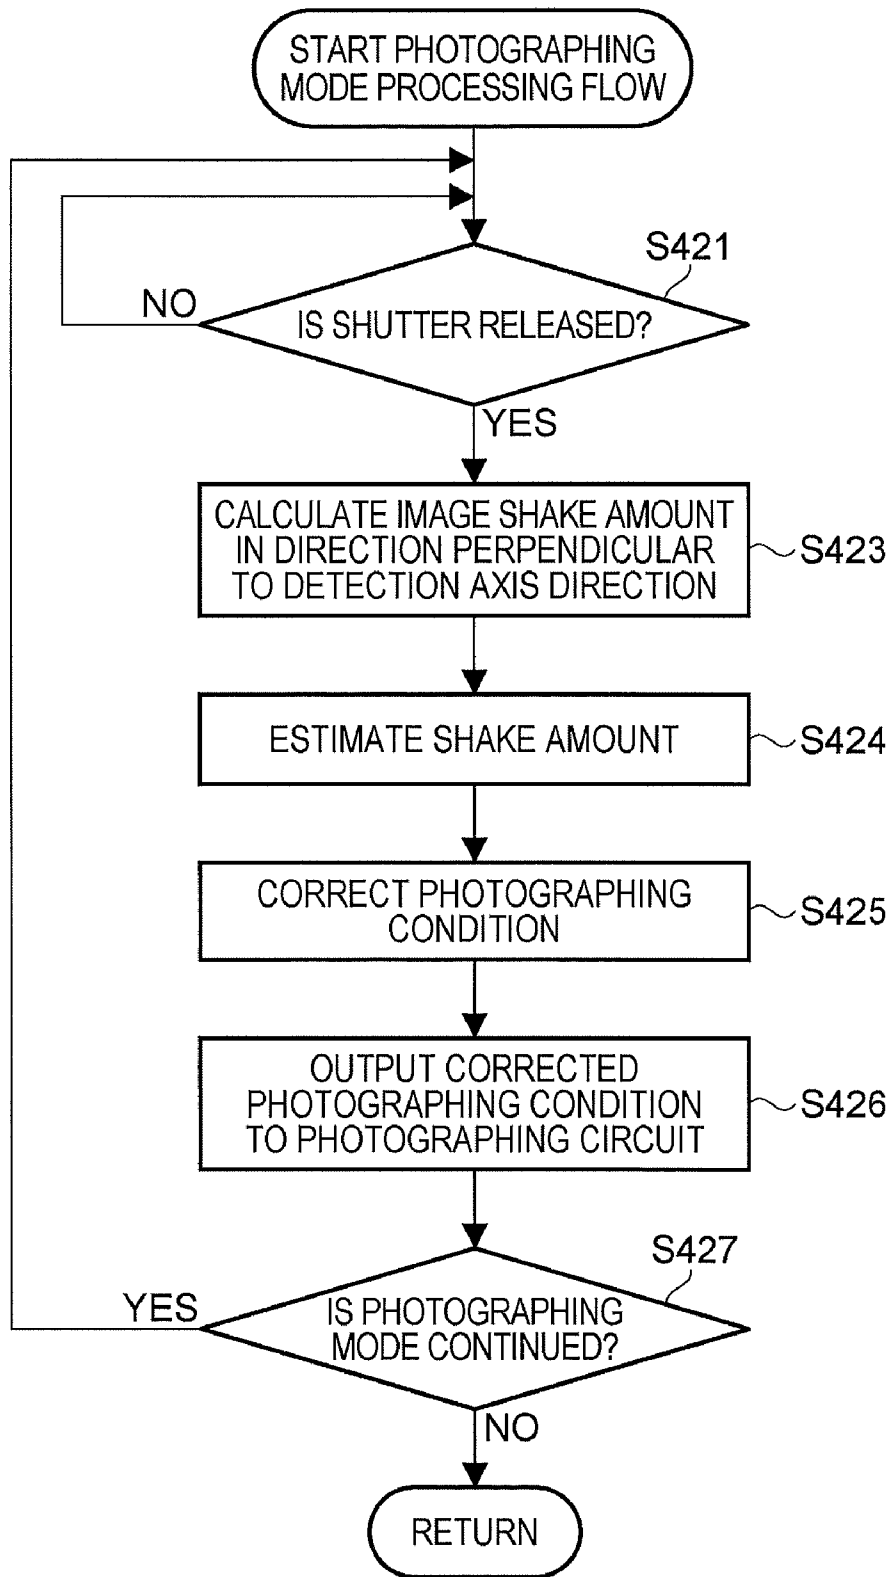 START PHOTOGRAPHING
MODE PROCESSING FLOW
S421
NO
IS SHUTTER RELEASED?
YES
CALCULATE IMAGE SHAKE AMOUNT
IN DIRECTION PERPENDICULAR
TO DETECTION AXIS DIRECTION
S423
ESTIMATE SHAKE AMOUNT
S424
CORRECT PHOTOGRAPHING
CONDITION
S425
OUTPUT CORRECTED
PHOTOGRAPHING CONDITION
TO PHOTOGRAPHING CIRCUIT
S426
S427
YES
IS PHOTOGRAPHING
MODE CONTINUED?
NO
RETURN